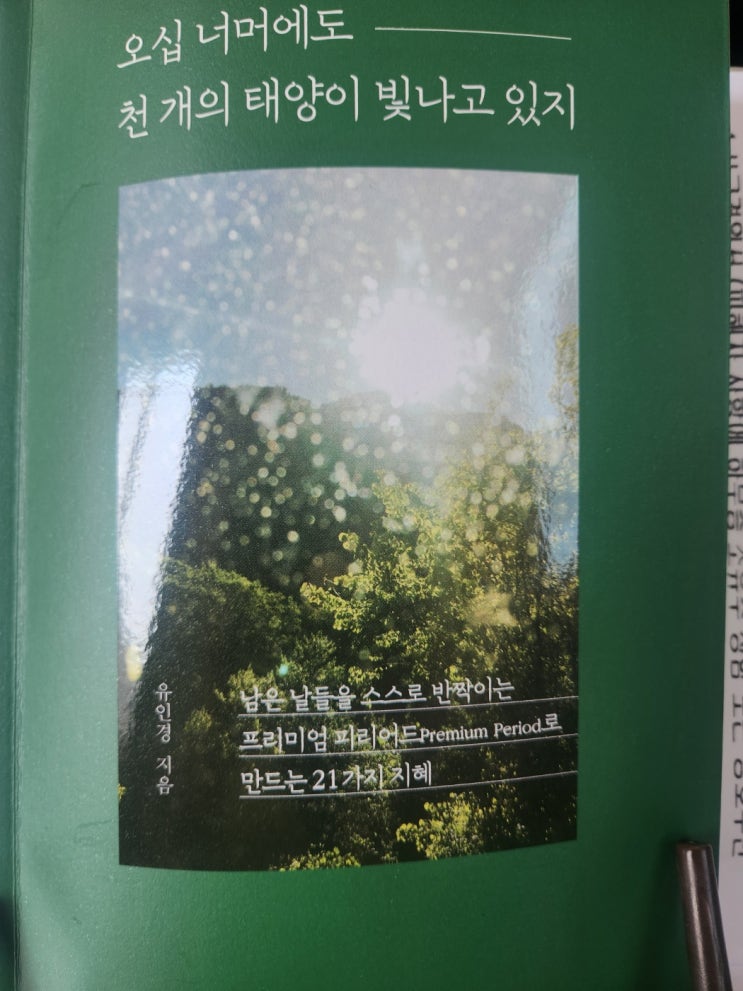 오십 너머에도
천 개의 태양이 빛나고 있지
유인경 지음
남은 날들을 스스로 반짝이는
프리미엄 피리어드Premium Period로
만드는 21가지 지혜